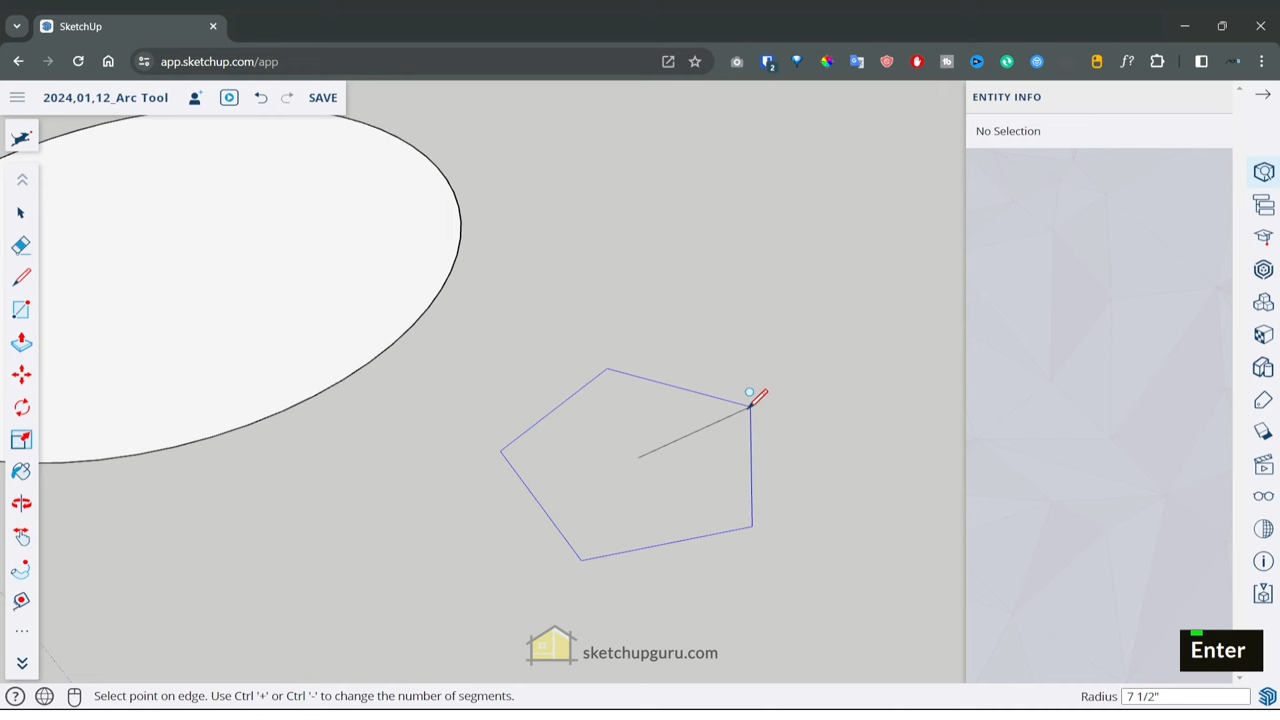 SketchUp
app.sketchup.com/app
2
f?
2024,01,12_Arc Tool
SAVE
ENTITY INFO
No Selection
sketchupguru.com
Enter
Select point on edge. Use Ctrl '+' or Ctrl '-' to change the number of segments.
Radius 7 1/2"